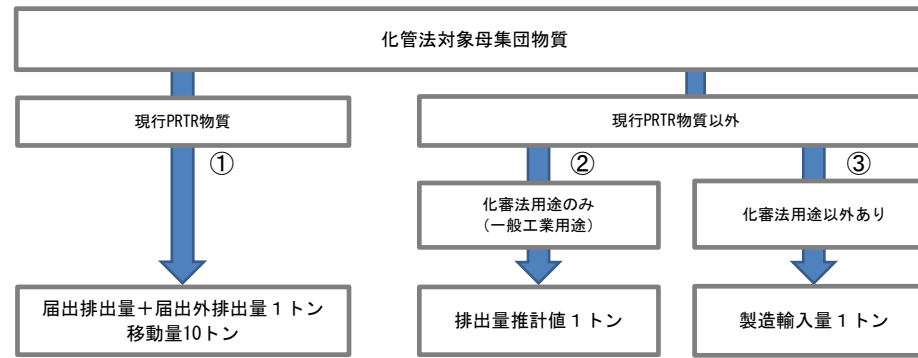 化管法対象母集団物質
現行PRTR物質
現行PRTR物質以外
①
②
③
化審法用途のみ
（一般工業用途）
化審法用途以外あり
届出排出量＋届出外排出量１トン
移動量10トン
排出量推計値１トン
製造輸入量１トン